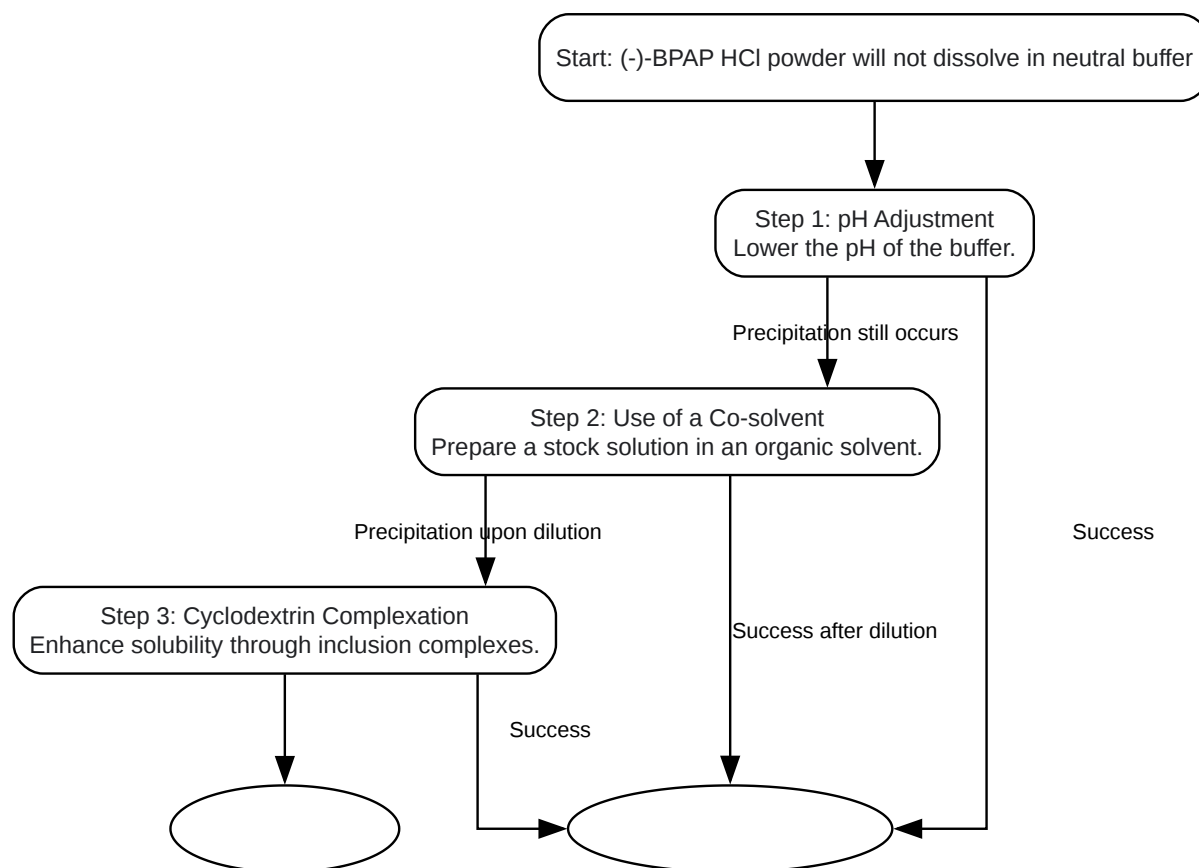 Start: (-)-BPAP HCl powder will not dissolve in neutral buffer
Step 1: pH Adjustment
Lower the pH of the buffer.
Precipitation still occurs
Step 2: Use of a Co-solvent
Prepare a stock solution in an organic solvent.
Precipitation upon dilution
Success
Step 3: Cyclodextrin Complexation
Enhance solubility through inclusion complexes.
Success after dilution
Success